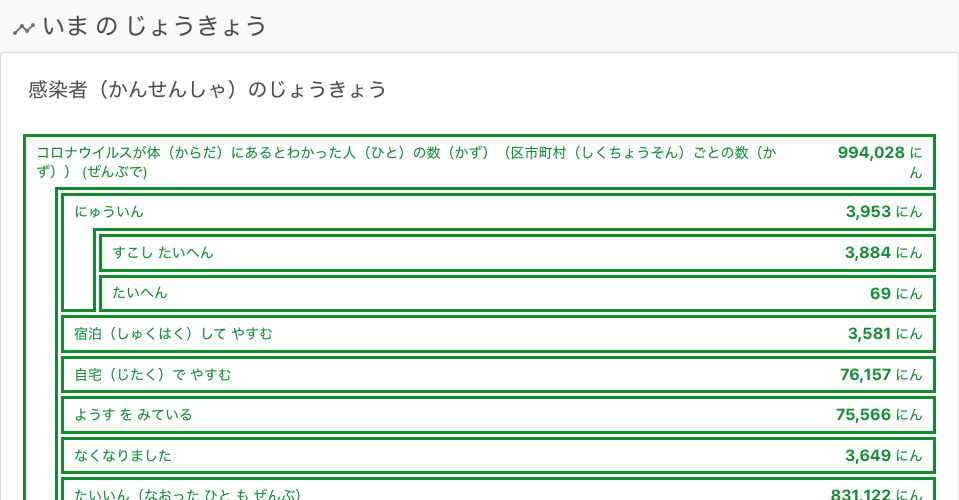 いま の じょうきょう
感染者（かんせんしゃ）のじょうきょう
コロナウイルスが体（からだ）にあるとわかった人（ひと）の数（かず）（区市町村（しくちょうそん）ごとの数（か
ず）） (ぜんぶで)
994,028 に
ん
にゅういん 3,953 にん
すこし たいへん 3,884 にん
たいへん 69 にん
宿泊（しゅくはく）して やすむ 3,581 にん
自宅（じたく）で やすむ 76,157 にん
ようす を みている 75,566 にん
なくなりました 3,649 にん
たいいん（なおった ひと も ぜんぶ） 831,122 にん